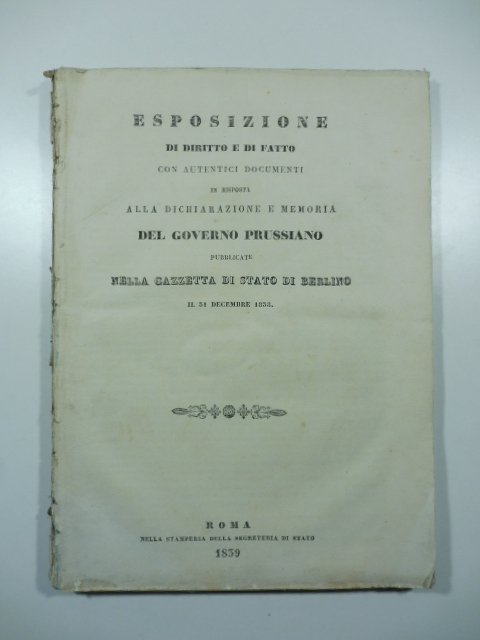 ESPOSIZIONE
DI DIRITTO E DI FATTO
CON AUTENTICI DOCUMENTI
IN RISPOSTA
ALLA DICHIARAZIONE E MEMORIA
DEL GOVERNO PRUSSIANO
PUBBLICATE
NELLA GAZZETTA DI STATO DI BERLINO
IL 31 DECEMBRE 1838.
ROMA
NELLA STAMPERIA DELLA SEGRETERIA DI STATO
1839